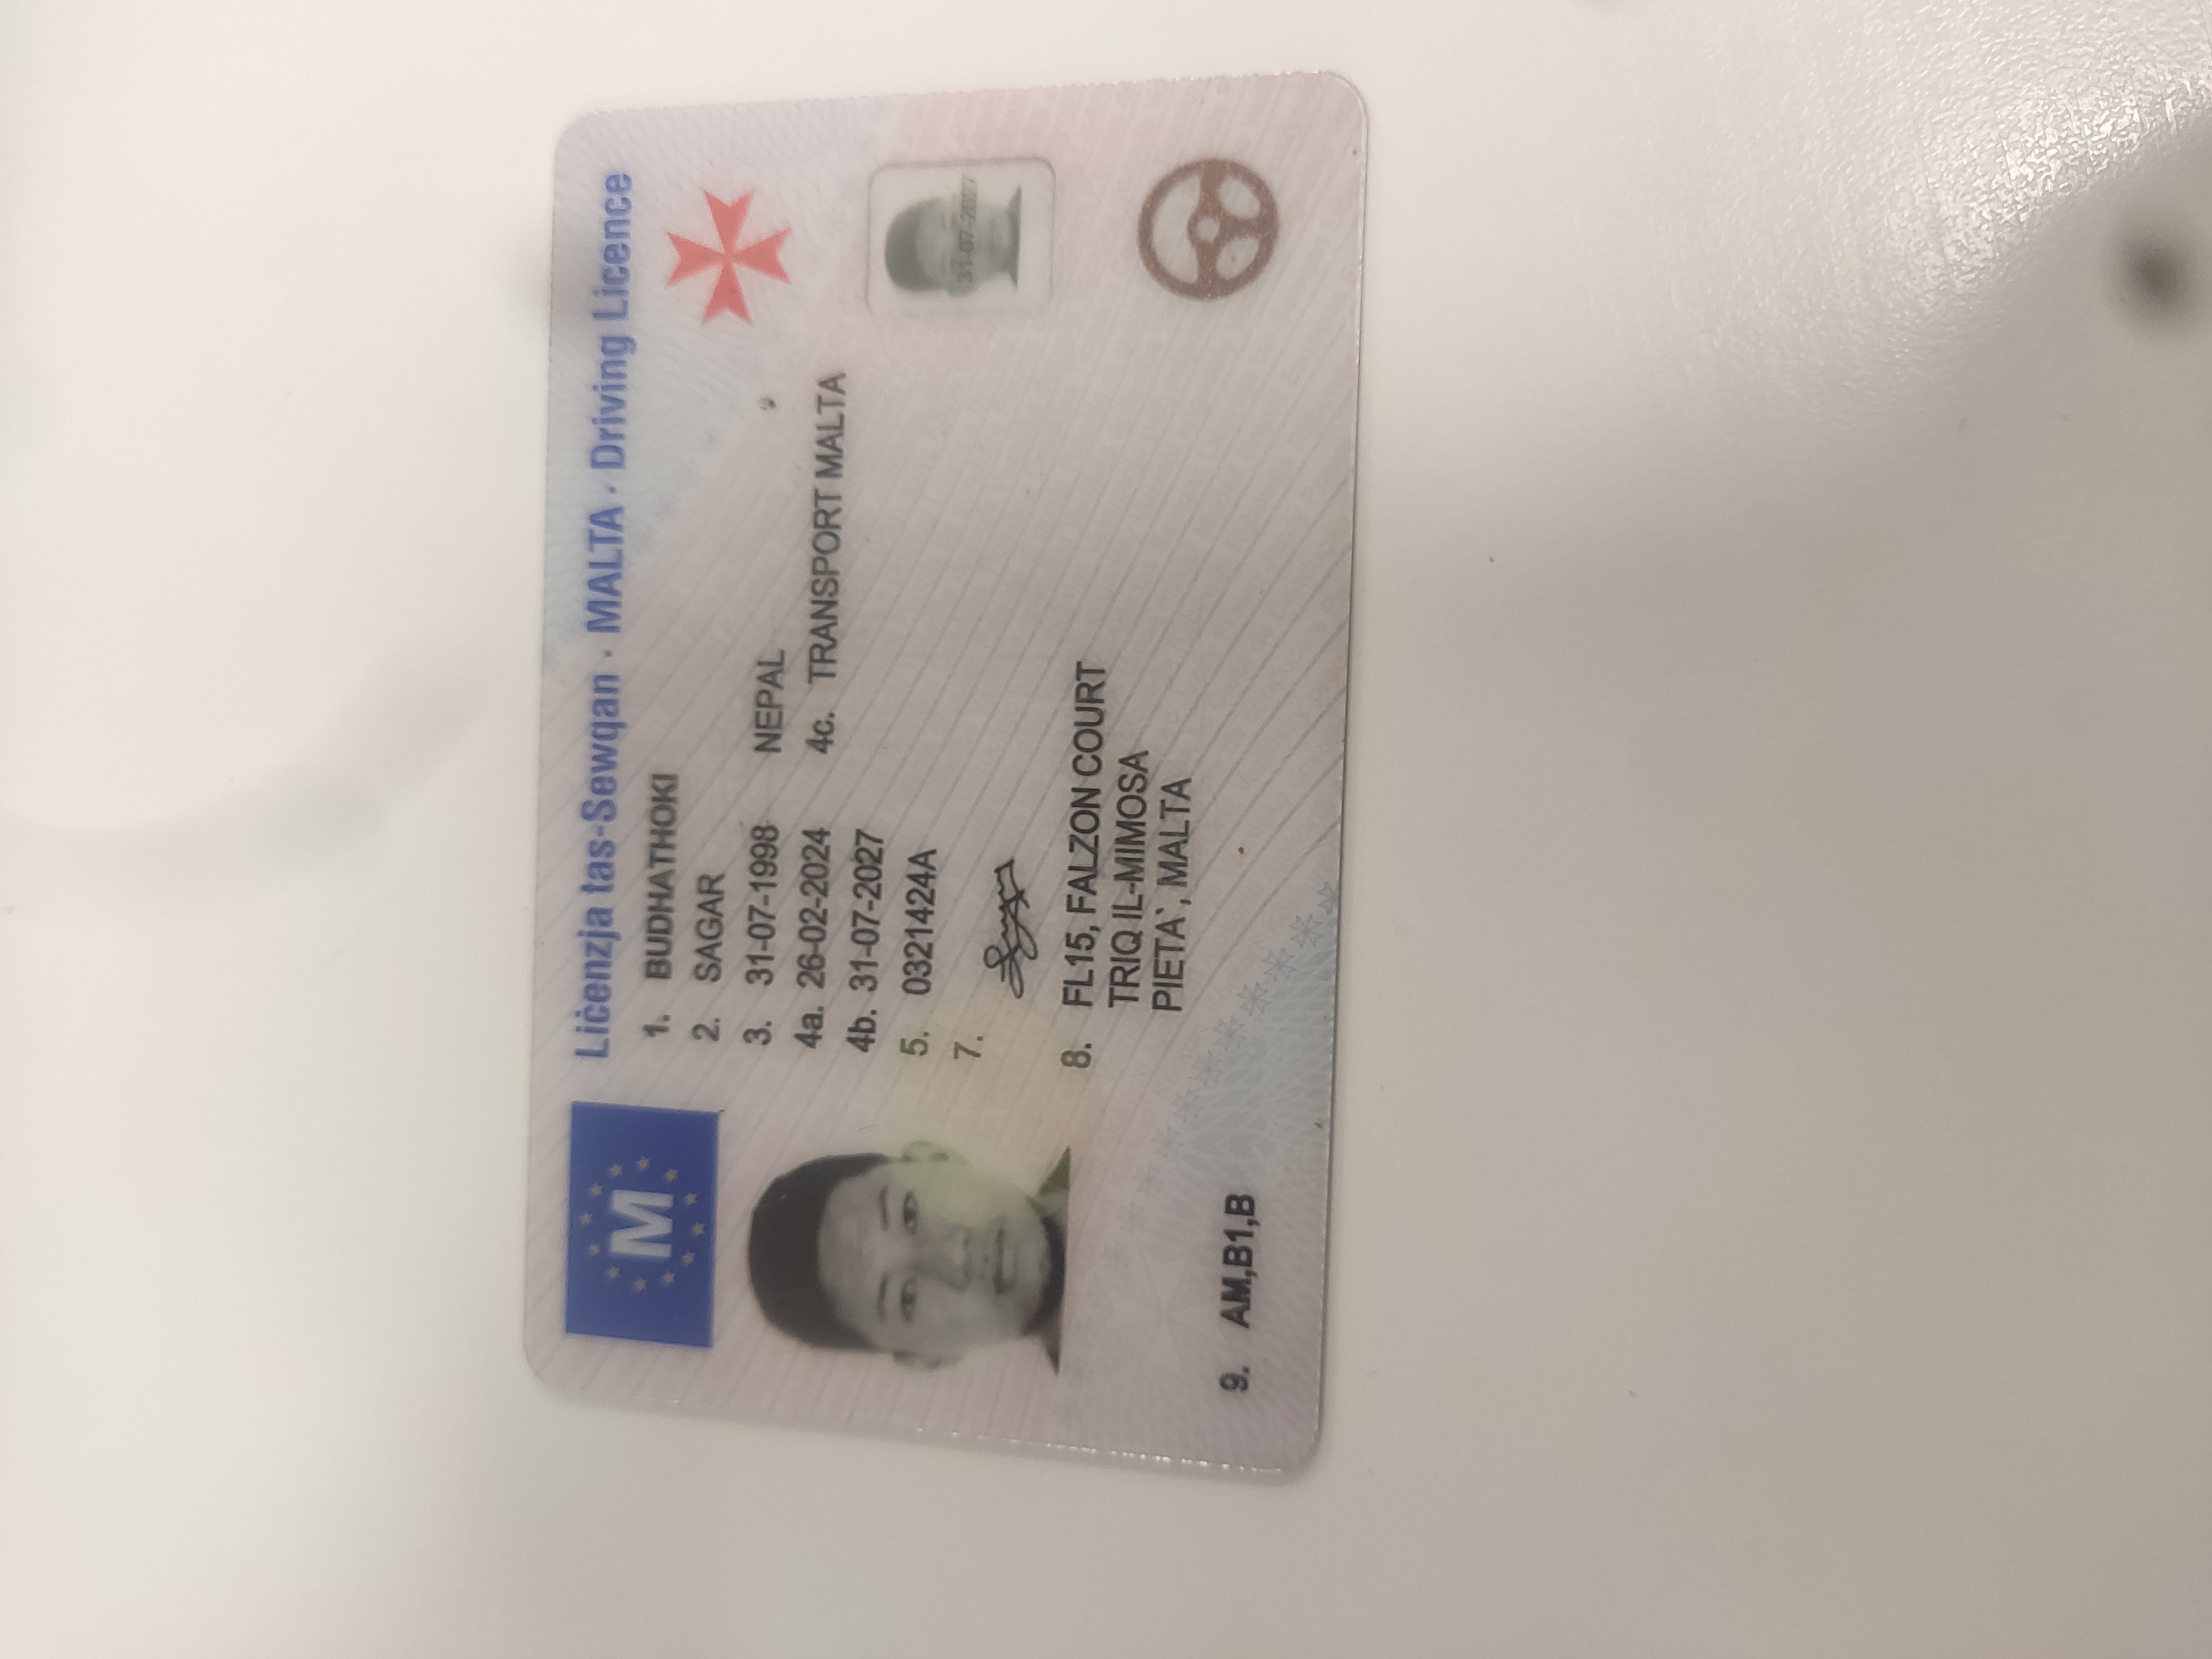 M
Liċenzja tas-Sewqan · MALTA · Driving Licence
1. BUDHATHOKI
2. SAGAR
3. 31-07-1998 NEPAL
4a. 26-02-2024 4c. TRANSPORT MALTA
4b. 31-07-2027
5. 0321424A
31-07-2027
7.
8. FL15, FALZON COURT
TRIQ IL-MIMOSA
PIETA`, MALTA
9. AM,B1,B